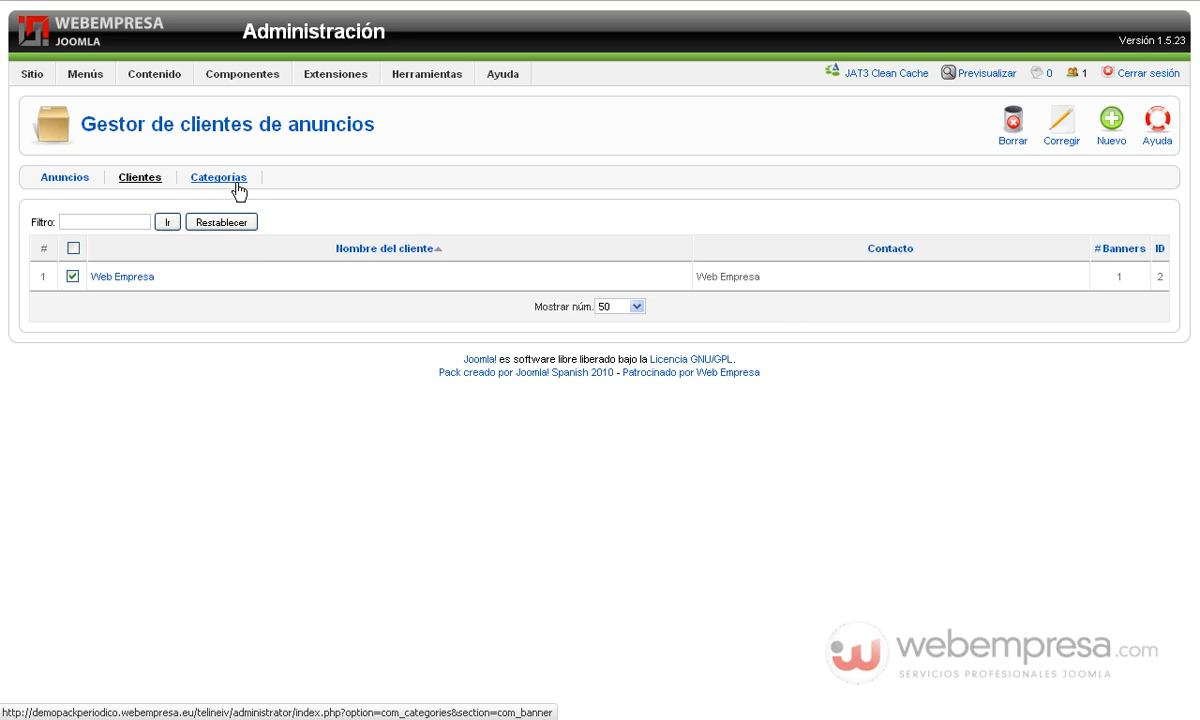 WEBEMPRESA
JOOMLA
Administración
Versión 1.5.23
Sitio Menús Contenido Componentes Extensiones Herramientas Ayuda JAT3 Clean Cache Previsualizar 0 1 Cerrar sesión
Gestor de clientes de anuncios
Borrar Corregir Nuevo Ayuda
Anuncios Clientes Categorías
Filtro: Ir Restablecer
# Nombre del cliente Contacto # Banners ID
1 Web Empresa Web Empresa 1 2
Mostrar núm. 50
Joomla! es software libre liberado bajo la Licencia GNU/GPL.
Pack creado por Joomla! Spanish 2010 - Patrocinado por Web Empresa
webempresa.com
SERVICIOS PROFESIONALES JOOMLA
http://demopackperiodico.webempresa.eu/telineiv/administrator/index.php?option=com_categories&section=com_banner